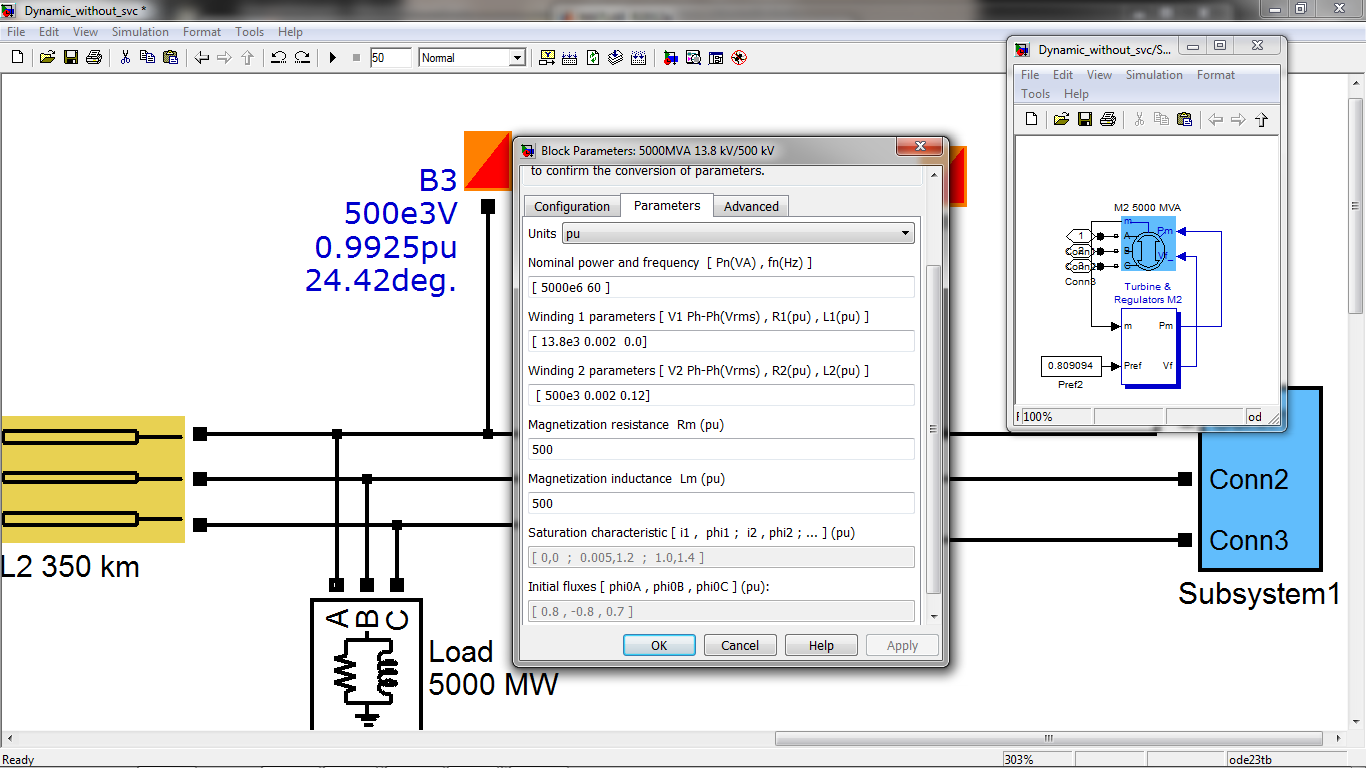 Dynamic_without_svc *
File Edit View Simulation Format Tools Help
50
Normal
B3
500e3V
0.9925pu
24.42deg.
L2 350 km
A B C
Load
5000 MW
Block Parameters: 5000MVA 13.8 kV/500 kV
to confirm the conversion of parameters.
Configuration Parameters Advanced
Units pu
Nominal power and frequency [ Pn(VA) , fn(Hz) ]
[ 5000e6 60 ]
Winding 1 parameters [ V1 Ph-Ph(Vrms) , R1(pu) , L1(pu) ]
[ 13.8e3 0.002 0.0]
Winding 2 parameters [ V2 Ph-Ph(Vrms) , R2(pu) , L2(pu) ]
[ 500e3 0.002 0.12]
Magnetization resistance Rm (pu)
500
Magnetization inductance Lm (pu)
500
Saturation characteristic [ i1 , phi1 ; i2 , phi2 ; ... ] (pu)
[ 0,0 ; 0.005,1.2 ; 1.0,1.4 ]
Initial fluxes [ phi0A , phi0B , phi0C ] (pu):
[ 0.8 , -0.8 , 0.7 ]
OK Cancel Help Apply
Dynamic_without_svc/S...
File Edit View Simulation Format
Tools Help
M2 5000 MVA
m
A
B
C
Pm
Vf_
1
2
3
Conn3
Turbine &
Regulators M2
m Pm
Pref Vf
0.809094
Pref2
100%
od
Conn2
Conn3
Subsystem1
Ready
303%
ode23tb